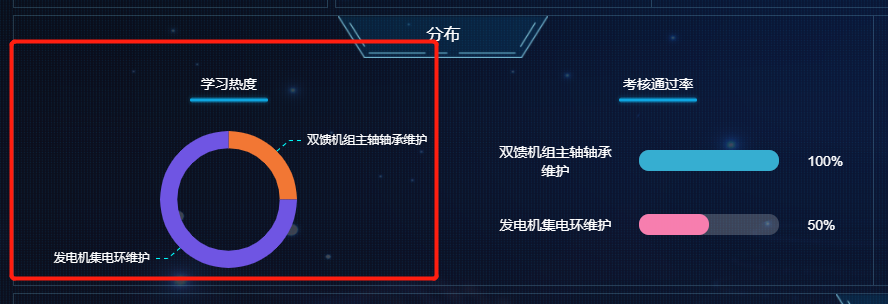 分布
学习热度
双馈机组主轴轴承维护
发电机集电环维护
考核通过率
双馈机组主轴轴承
维护
100%
发电机集电环维护
50%